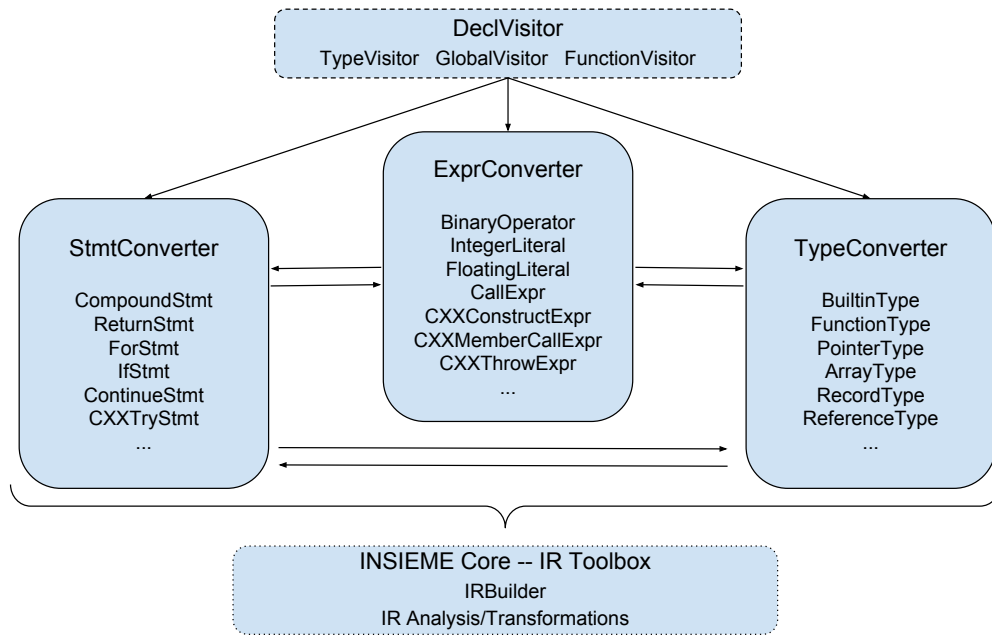 DeclVisitor
TypeVisitor GlobalVisitor FunctionVisitor
StmtConverter
CompoundStmt
ReturnStmt
ForStmt
IfStmt
ContinueStmt
CXXTryStmt
...
ExprConverter
BinaryOperator
IntegerLiteral
FloatingLiteral
CallExpr
CXXConstructExpr
CXXMemberCallExpr
CXXThrowExpr
...
TypeConverter
BuiltinType
FunctionType
PointerType
ArrayType
RecordType
ReferenceType
...
INSIEME Core -- IR Toolbox
IRBuilder
IR Analysis/Transformations